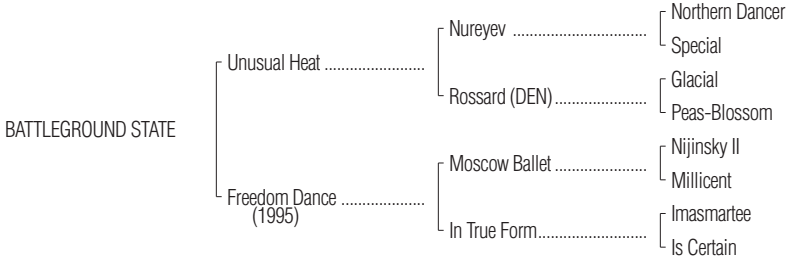 Northern Dancer
Nureyev ................................
Special
Unusual Heat ........................
Glacial
Rossard (DEN)......................
Peas-Blossom
BATTLEGROUND STATE
Nijinsky II
Moscow Ballet ......................
Millicent
Freedom Dance ....................
(1995)
Imasmartee
In True Form..........................
Is Certain